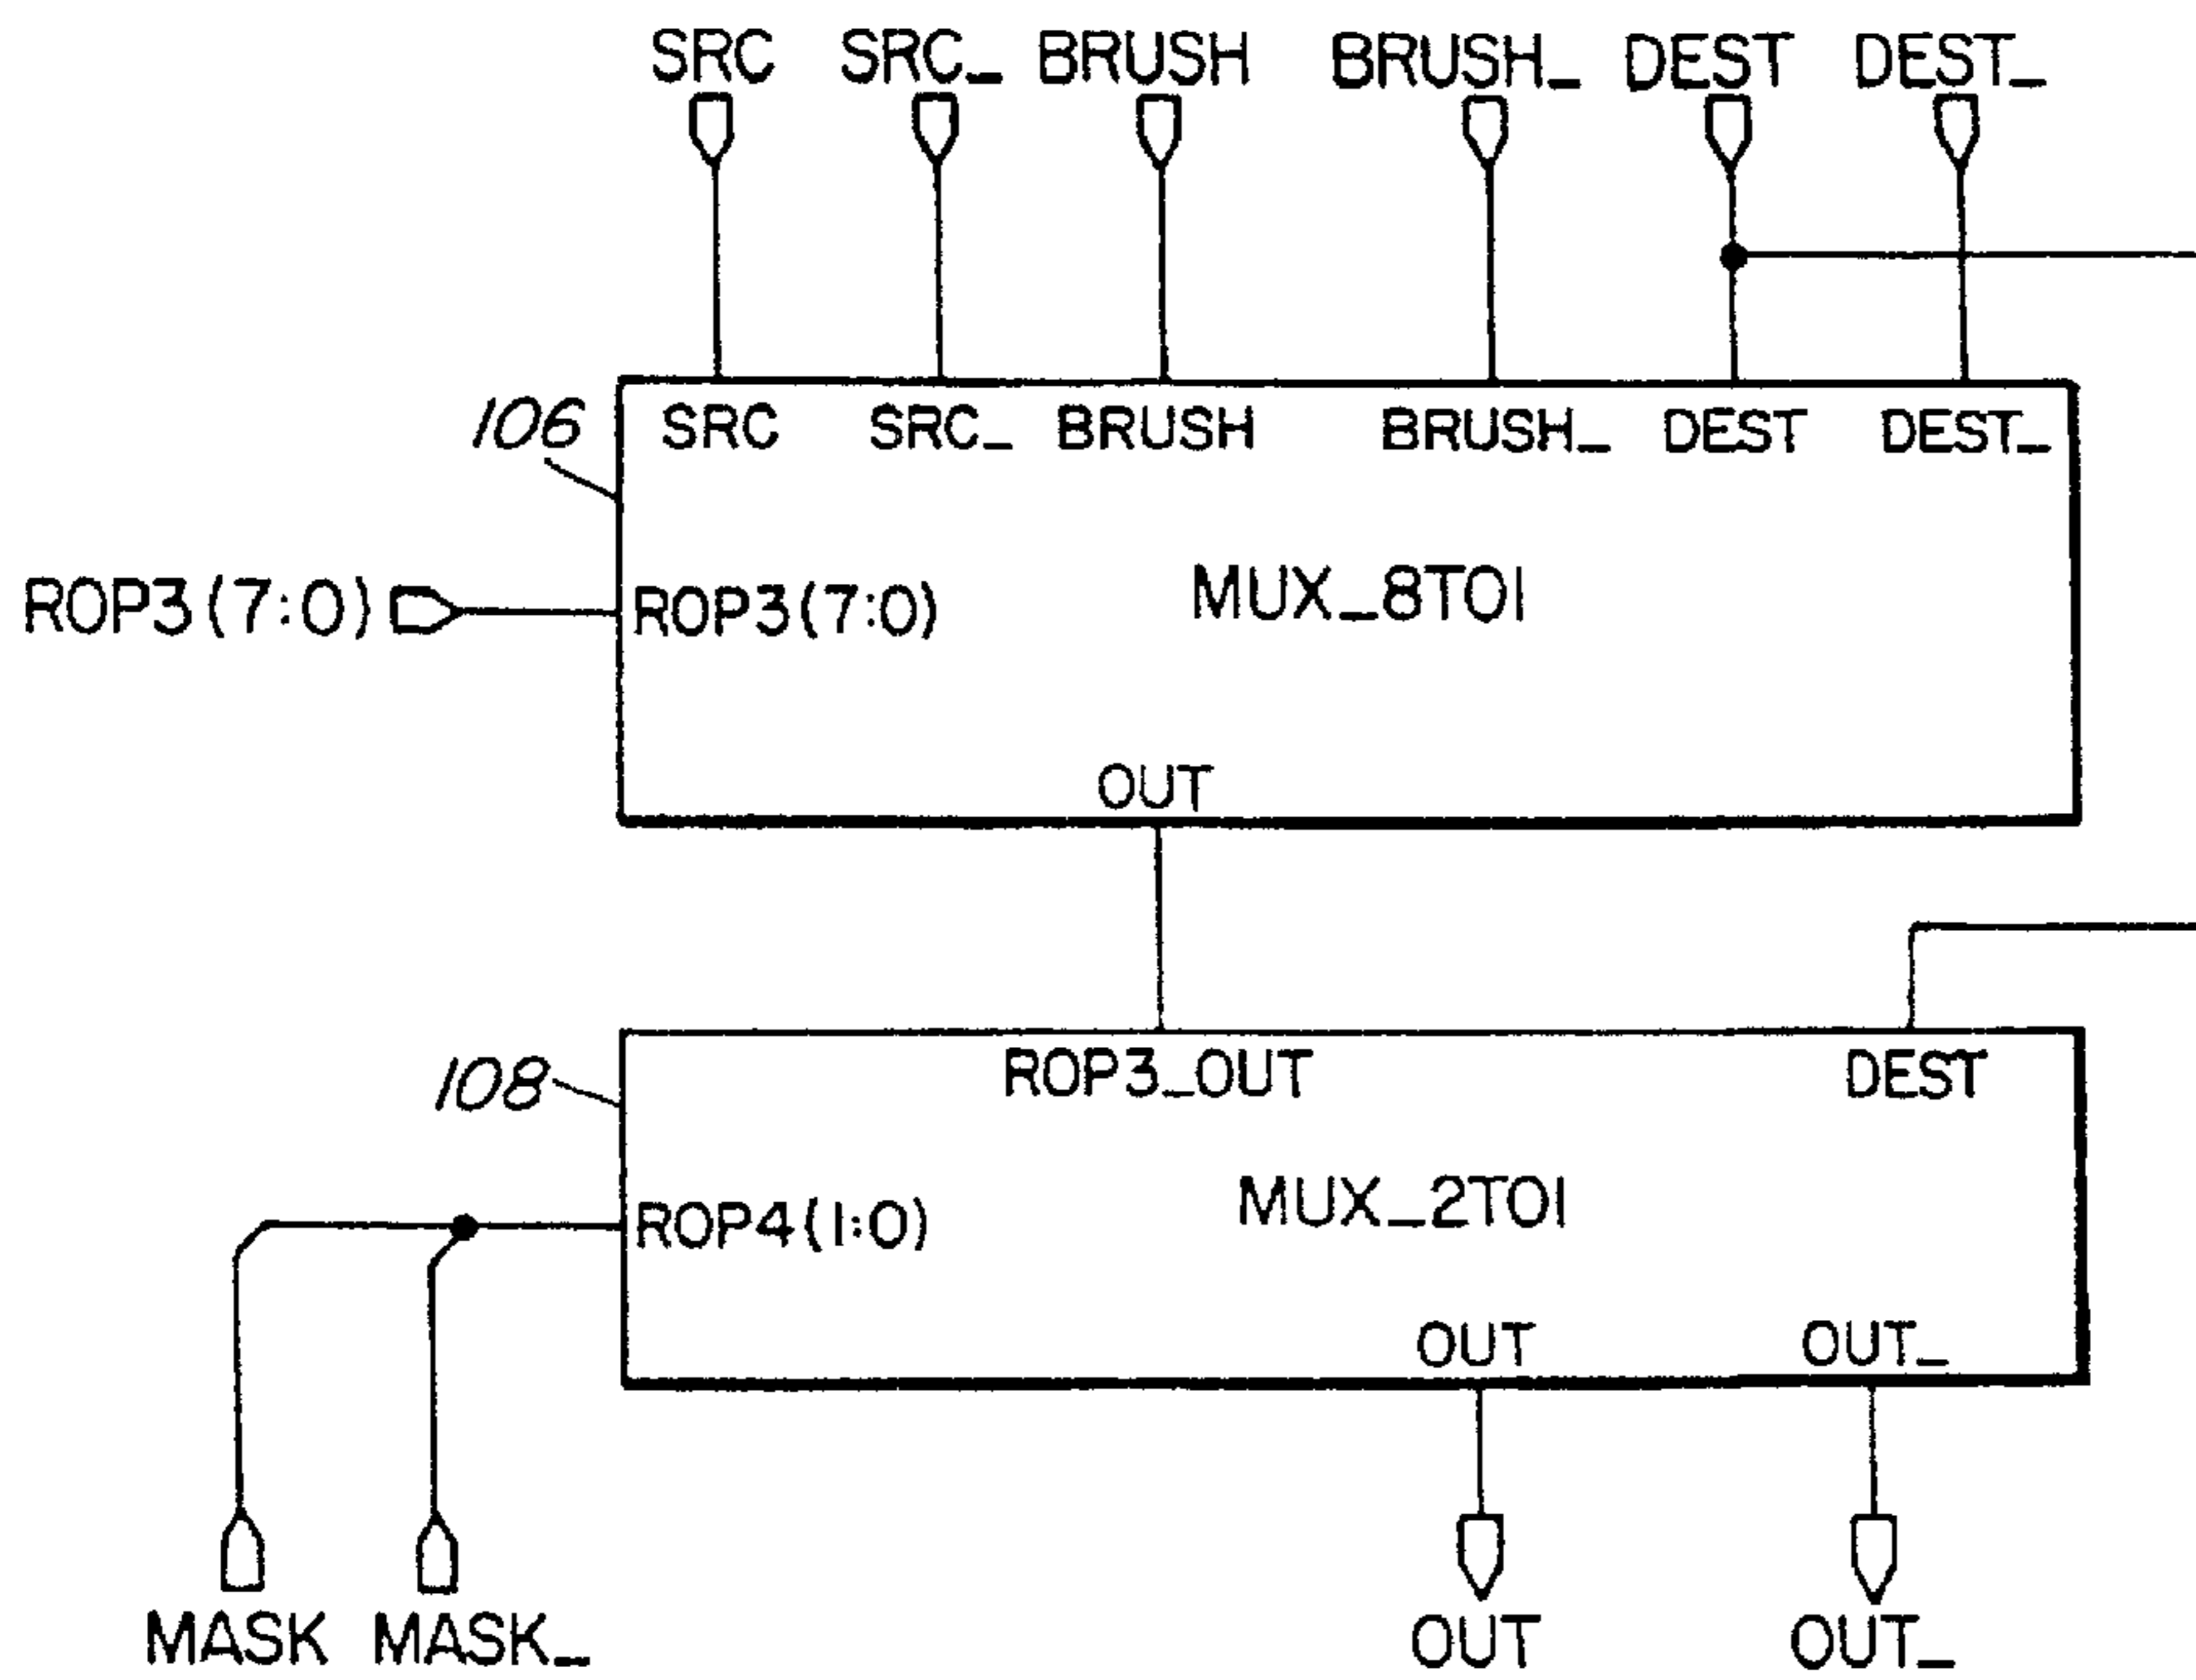 SRC SRC_ BRUSH BRUSH_ DEST DEST_
106
SRC SRC_ BRUSH BRUSH_ DEST DEST_
ROP3(7:0) ROP3(7:0) MUX_8TO1
OUT
108
ROP3_OUT DEST
ROP4(1:0) MUX_2TO1
OUT OUT_
MASK MASK_ OUT OUT_